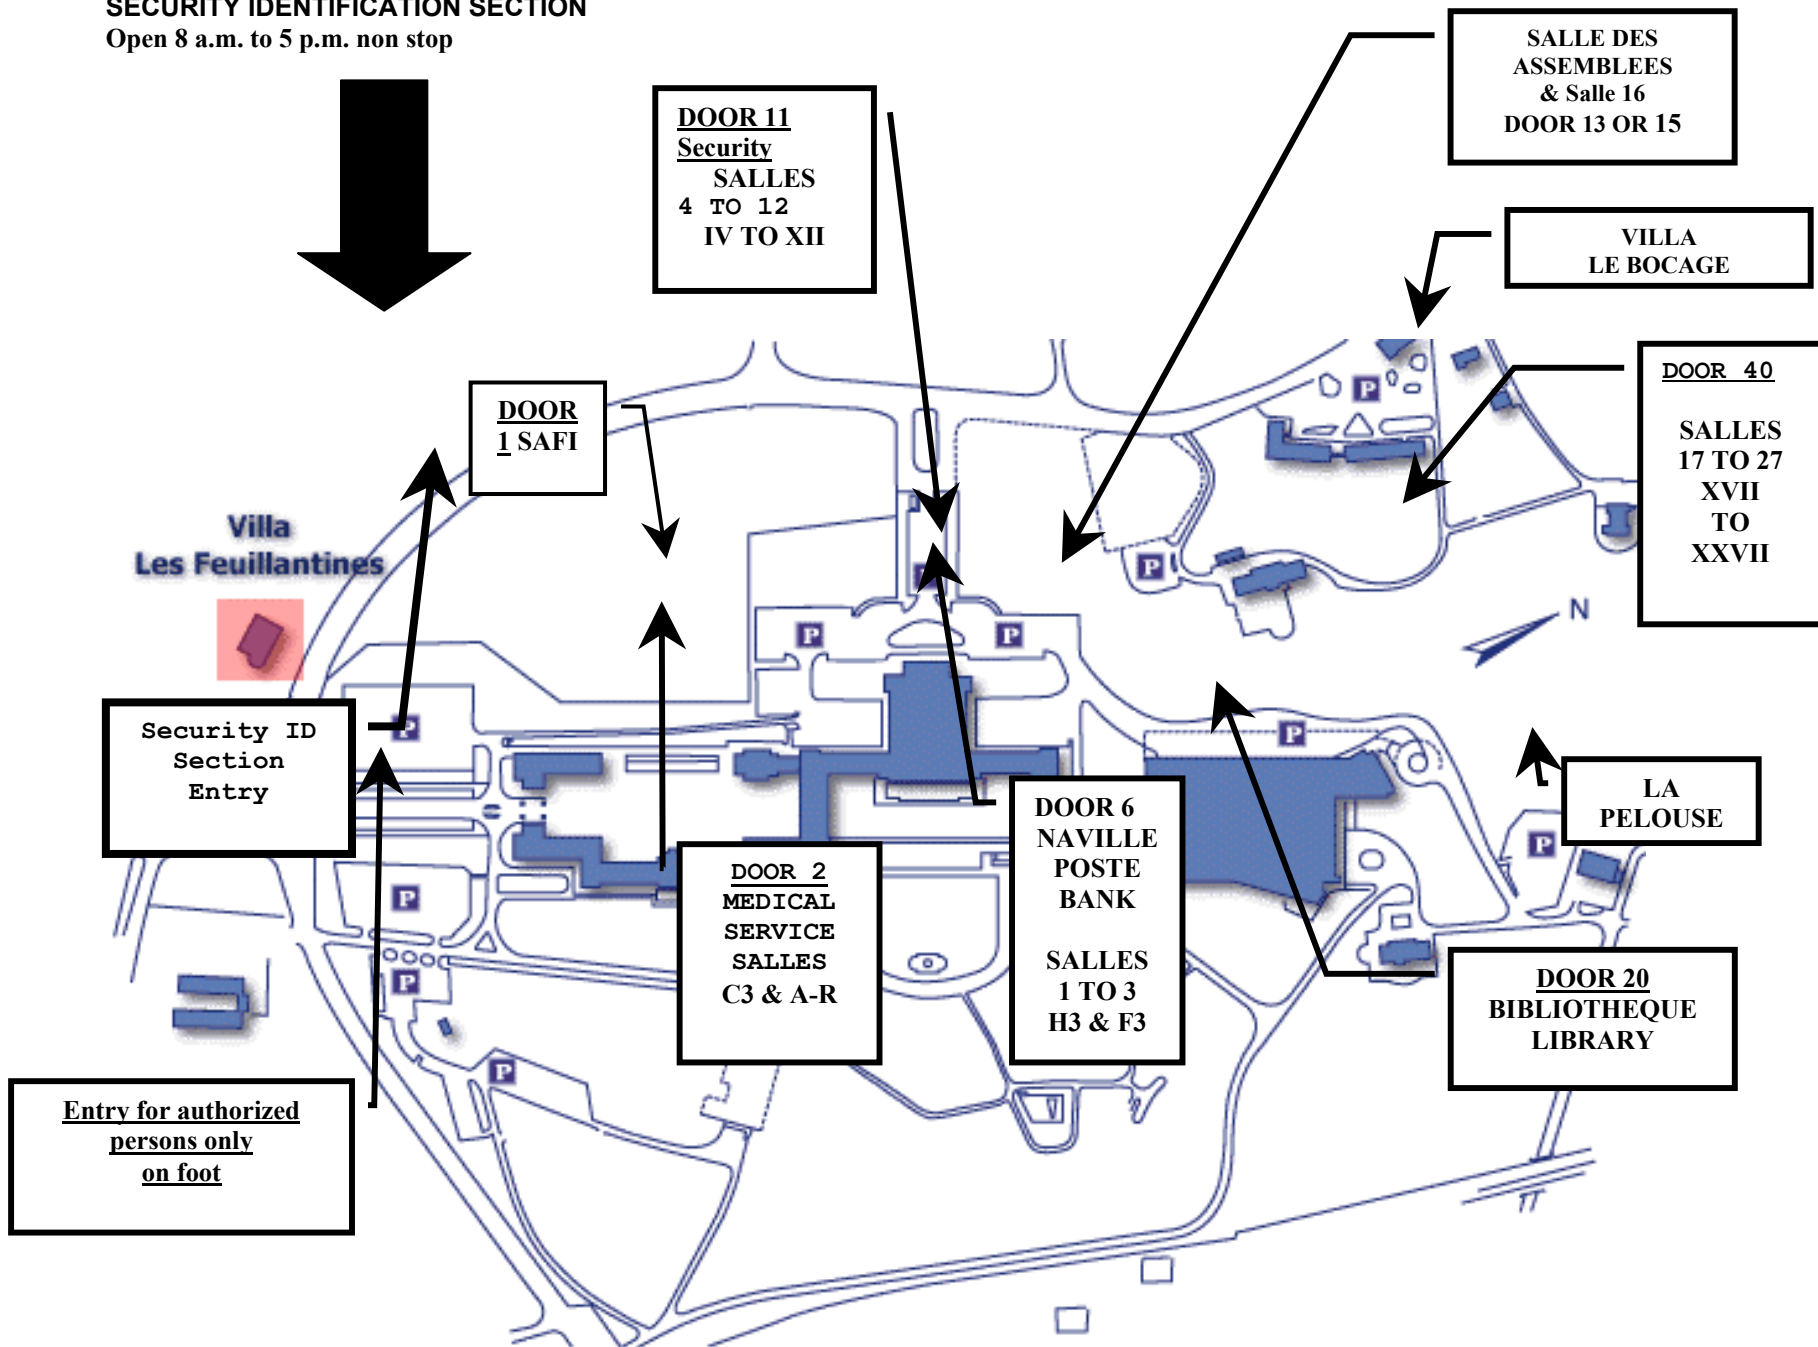 SECURITY IDENTIFICATION SECTION
Open 8 a.m. to 5 p.m. non stop
SALLE DES
ASSEMBLEES
& Salle 16
DOOR 13 OR 15
DOOR 11
Security
SALLES
4 TO 12
IV TO XII
VILLA
LE BOCAGE
DOOR 40
SALLES
17 TO 27
XVII
TO
XXVII
DOOR
1 SAFI
Villa
Les Feuillantines
P
P
P
P
P
N
Security ID
Section
Entry
P
P
LA
PELOUSE
DOOR 6
NAVILLE
POSTE
BANK
SALLES
1 TO 3
H3 & F3
P
DOOR 2
MEDICAL
SERVICE
SALLES
C3 & A-R
P
P
DOOR 20
BIBLIOTHEQUE
LIBRARY
P
Entry for authorized
persons only
on foot